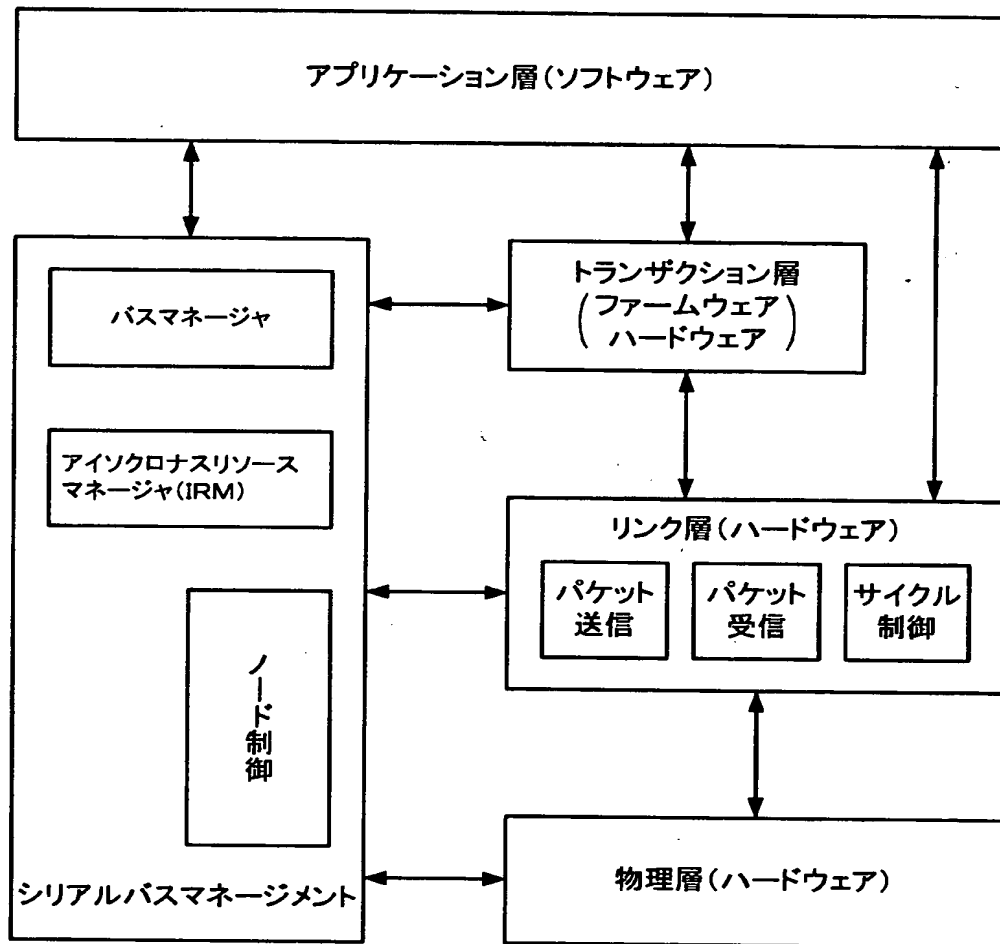 アプリケーション層(ソフトウェア)
バスマネージャ
アイソクロナスリソース
マネージャ(IRM)
ノード制御
シリアルバスマネージメント
トランザクション層
(ファームウェア
ハードウェア)
リンク層(ハードウェア)
パケット
送信
パケット
受信
サイクル
制御
物理層(ハードウェア)